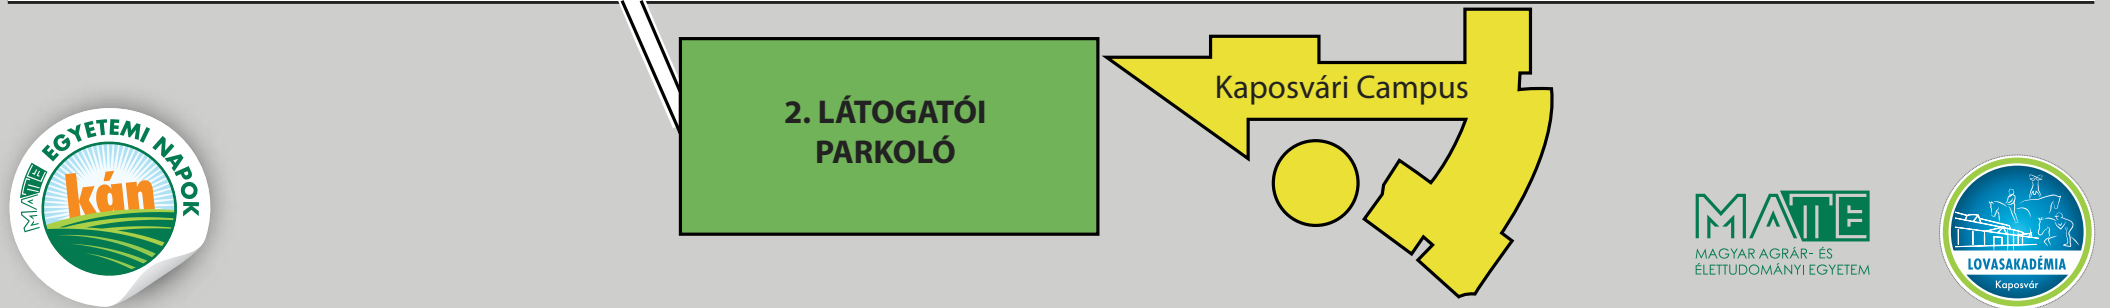 2. LÁTOGATÓI
PARKOLÓ
Kaposvári Campus
MATE EGYETEMI NAPOK
kán
MATE
MAGYAR AGRÁR- ÉS
ÉLETTUDOMÁNYI EGYETEM
LOVASAKADÉMIA
Kaposvár